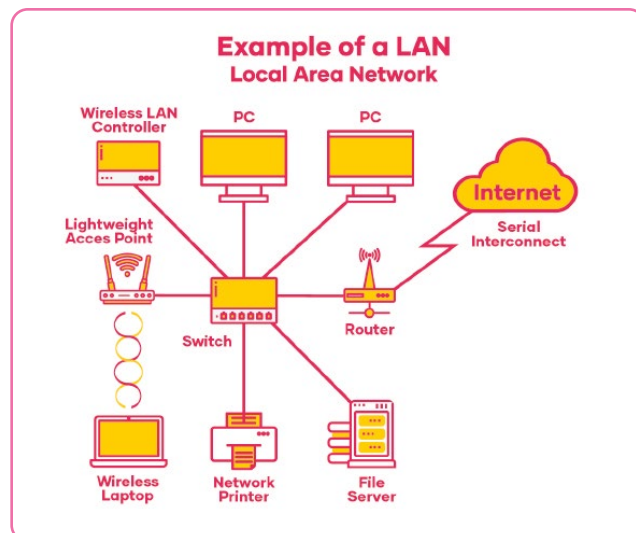 Example of a LAN
Local Area Network
Wireless LAN
Controller
PC
PC
Internet
Serial
Interconnect
Lightweight
Acces Point
Switch
Router
Wireless
Laptop
Network
Printer
File
Server